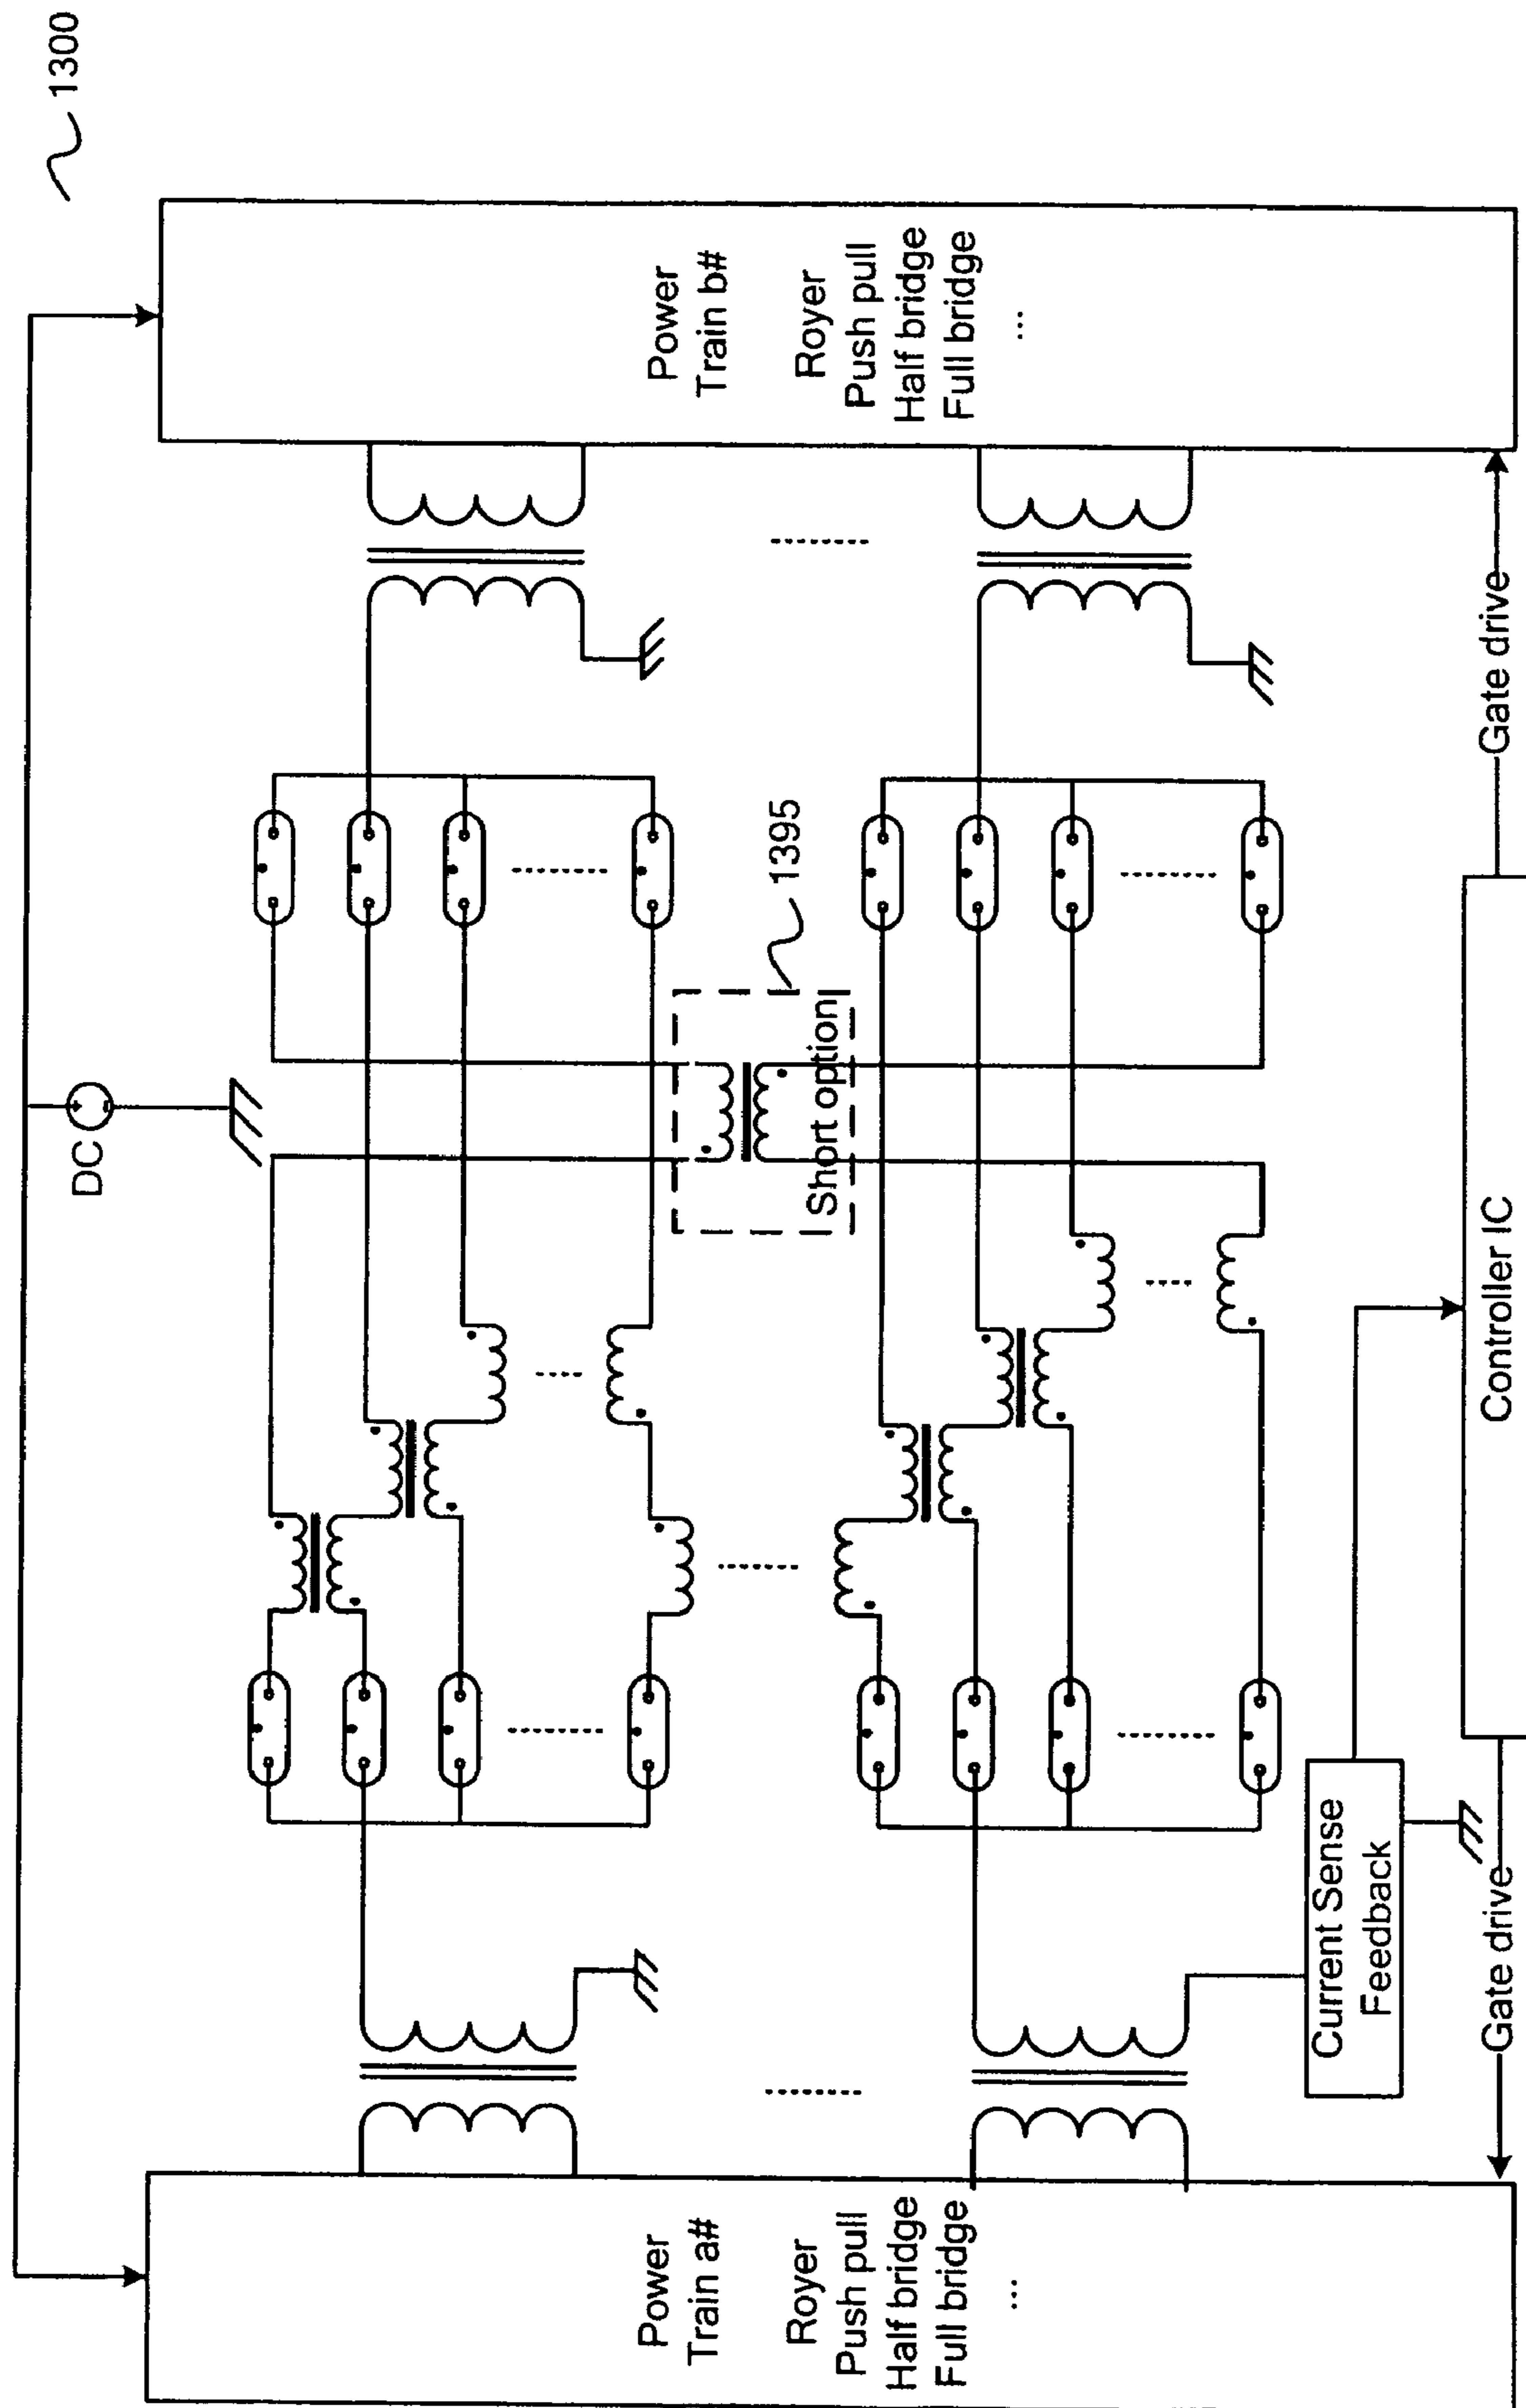 1300
DC
Power
Train a#
Royer
Push pull
Half bridge
Full bridge
...
Power
Train b#
Royer
Push pull
Half bridge
Full bridge
...
1395
Short option
Current Sense
Feedback
Controller IC
Gate drive
Gate drive